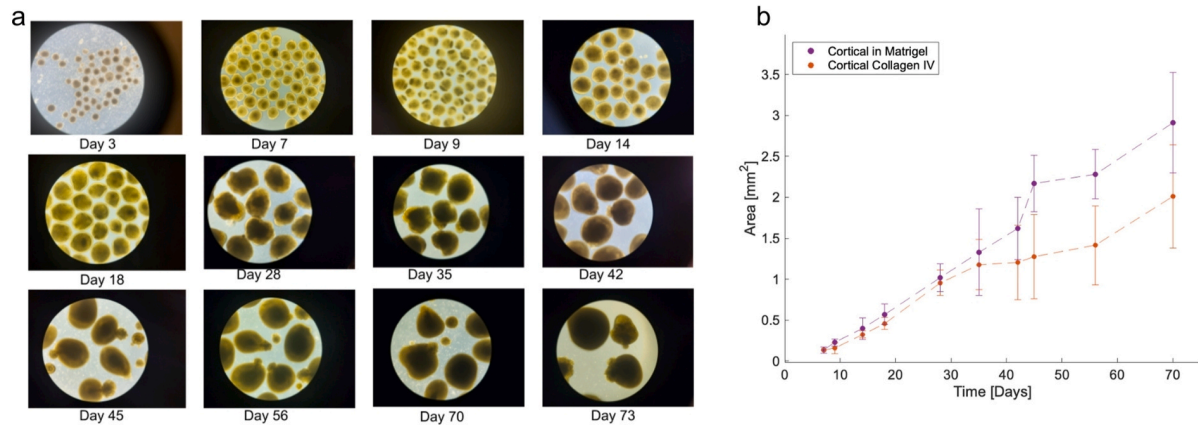 a
Day 3
Day 7
Day 9
Day 14
Day 18
Day 28
Day 35
Day 42
Day 45
Day 56
Day 70
Day 73
b
Cortical in Matrigel
Cortical Collagen IV
3.5
3
2.5
2
1.5
1
0.5
0
Area [mm²]
0 10 20 30 40 50 60 70
Time [Days]